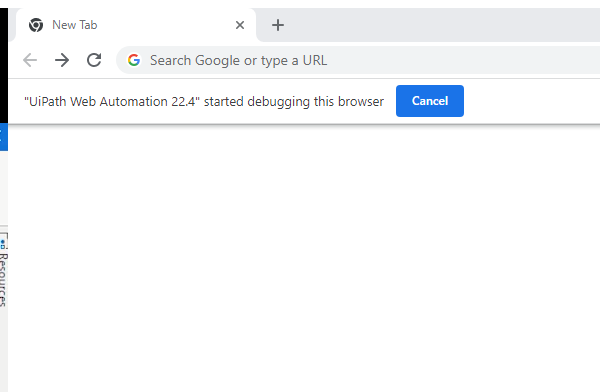 New Tab
Search Google or type a URL
"UiPath Web Automation 22.4" started debugging this browser
Cancel
Resources